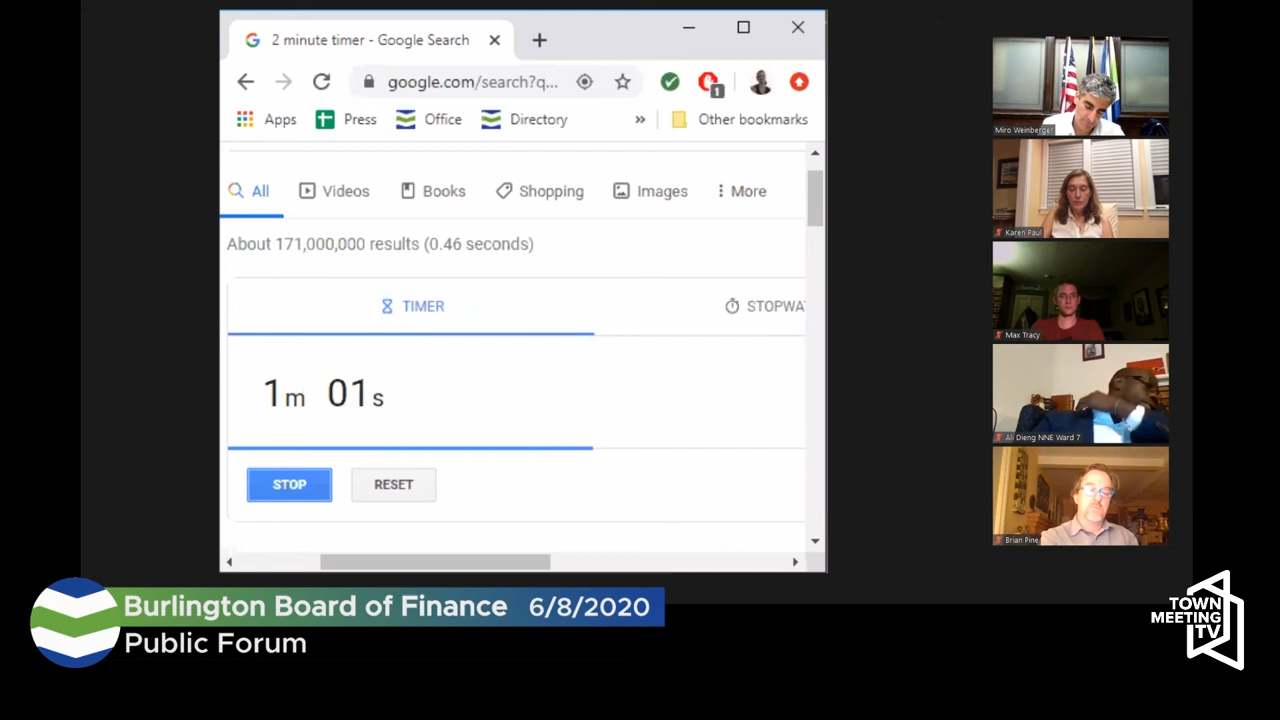 2 minute timer - Google Search
google.com/search?q...
1
Apps Press Office Directory » Other bookmarks
All Videos Books Shopping Images More
About 171,000,000 results (0.46 seconds)
TIMER STOPWA
1m 01s
STOP RESET
Miro Weinberger
Karen Paul
Max Tracy
Ali Dieng NNE Ward 7
Brian Pine
Burlington Board of Finance 6/8/2020
Public Forum
TOWN
MEETING
TV